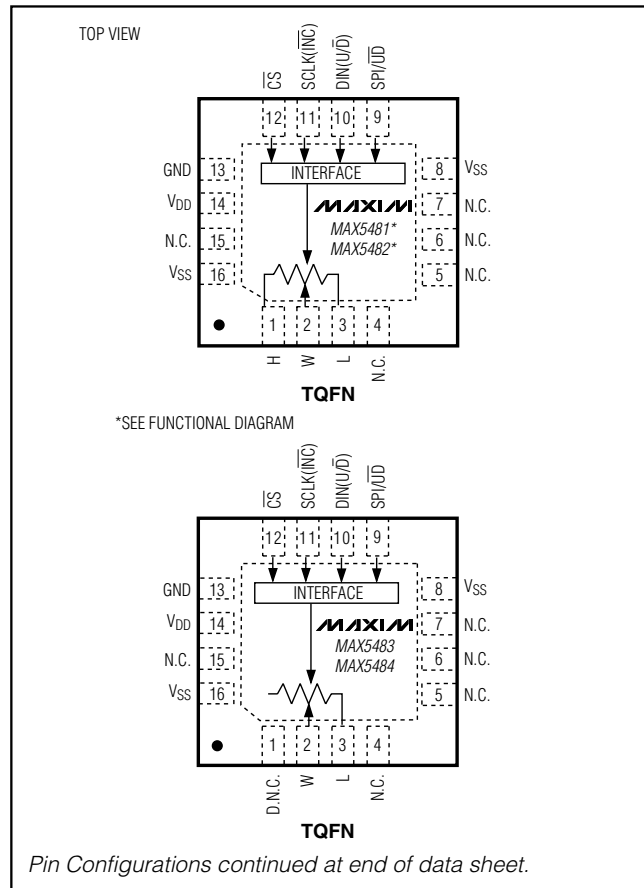 TOP VIEW
CS SCLK(INC) DIN(U/D) SPI/UD
12 11 10 9
GND 13 INTERFACE 8 VSS
VDD 14 MAXIM 7 N.C.
MAX5481*
N.C. 15 MAX5482* 6 N.C.
VSS 16 5 N.C.
1 2 3 4
H W L N.C.
TQFN
*SEE FUNCTIONAL DIAGRAM
CS SCLK(INC) DIN(U/D) SPI/UD
12 11 10 9
GND 13 INTERFACE 8 VSS
VDD 14 MAXIM 7 N.C.
MAX5483
N.C. 15 MAX5484 6 N.C.
VSS 16 5 N.C.
1 2 3 4
D.N.C. W L N.C.
TQFN
Pin Configurations continued at end of data sheet.